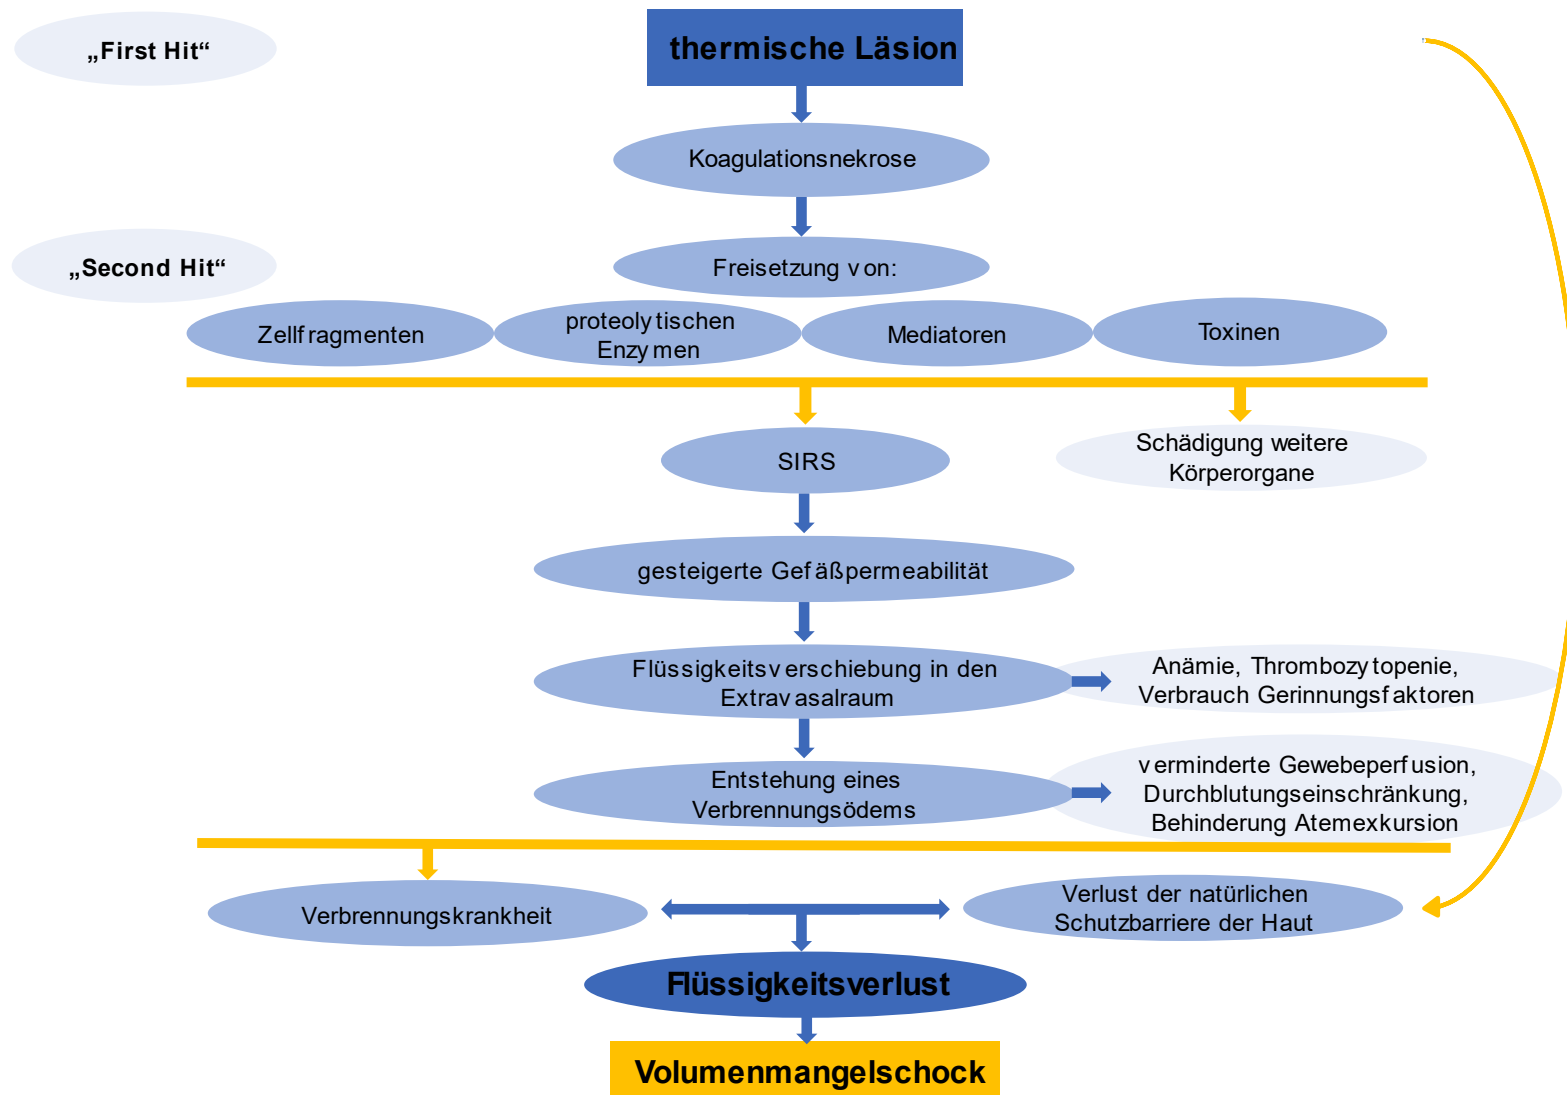 „First Hit“
thermische Läsion
Koagulationsnekrose
„Second Hit“
Freisetzung von:
Zellfragmenten
proteolytischen
Enzymen
Mediatoren
Toxinen
SIRS
Schädigung weitere
Körperorgane
gesteigerte Gefäßpermeabilität
Flüssigkeitsverschiebung in den
Extravasalraum
Anämie, Thrombozytopenie,
Verbrauch Gerinnungsfaktoren
Entstehung eines
Verbrennungsödems
verminderte Gewebeperfusion,
Durchblutungseinschränkung,
Behinderung Atemexkursion
Verbrennungskrankheit
Verlust der natürlichen
Schutzbarriere der Haut
Flüssigkeitsverlust
Volumenmangelschock